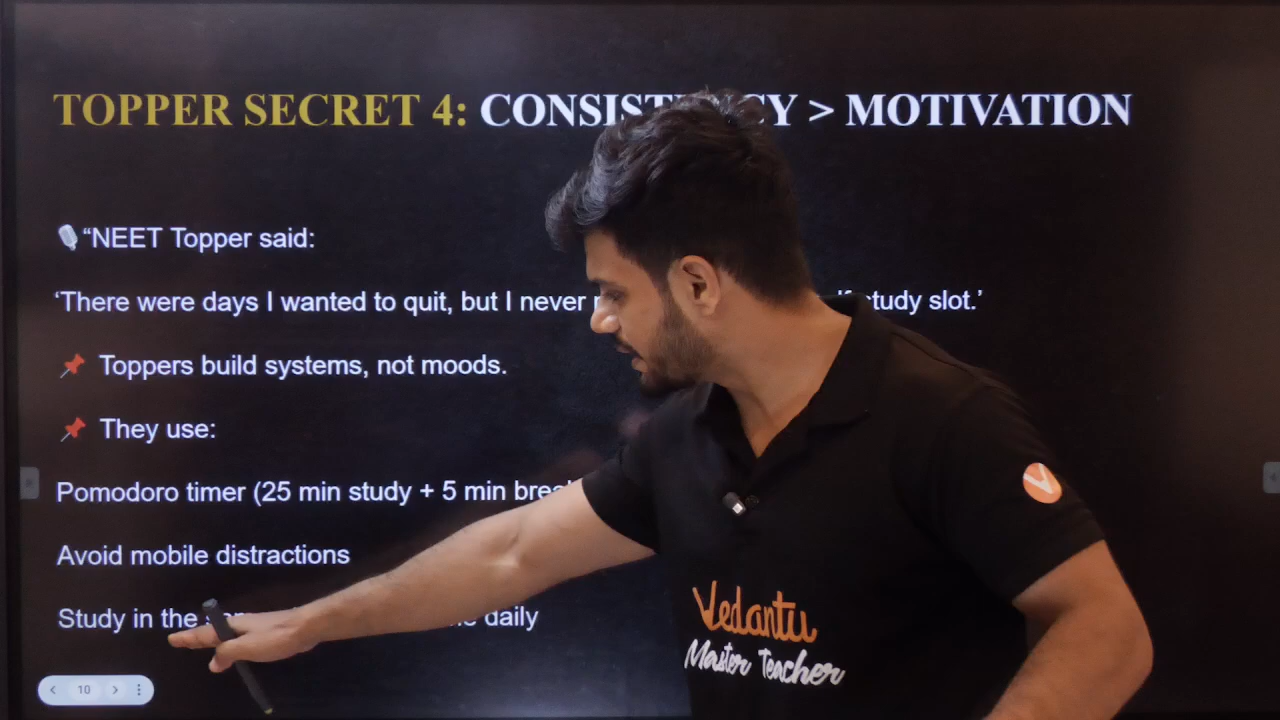 TOPPER SECRET 4: CONSISTENCY > MOTIVATION
🎙️“NEET Topper said:
‘There were days I wanted to quit, but I never study slot.’
📌 Toppers build systems, not moods.
📌 They use:
Pomodoro timer (25 min study + 5 min break
Avoid mobile distractions
Study in the daily
10
Vedantu
Master Teacher